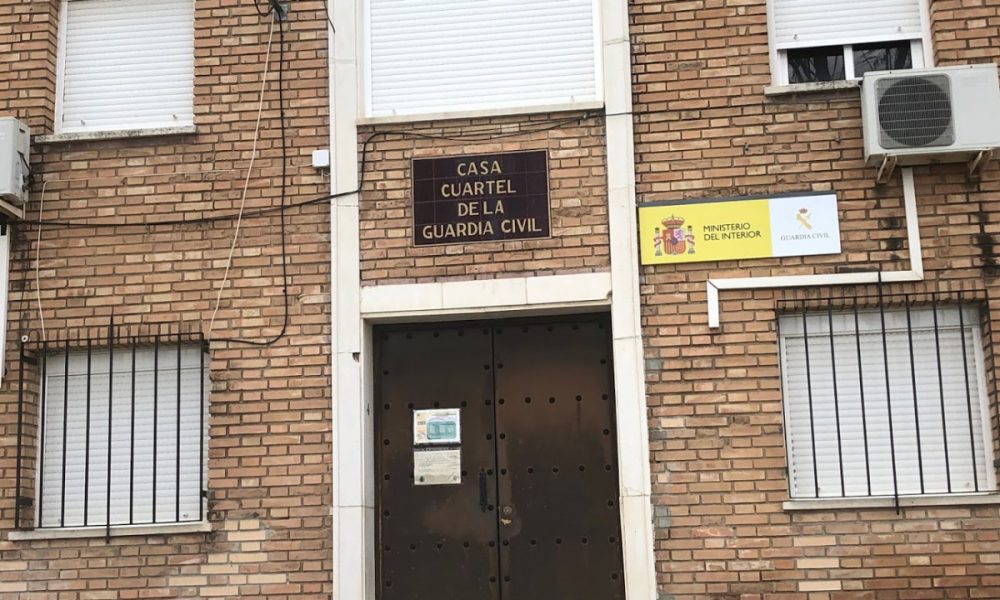 CASA
CUARTEL
DE LA
GUARDIA CIVIL
MINISTERIO
DEL INTERIOR
GUARDIA CIVIL